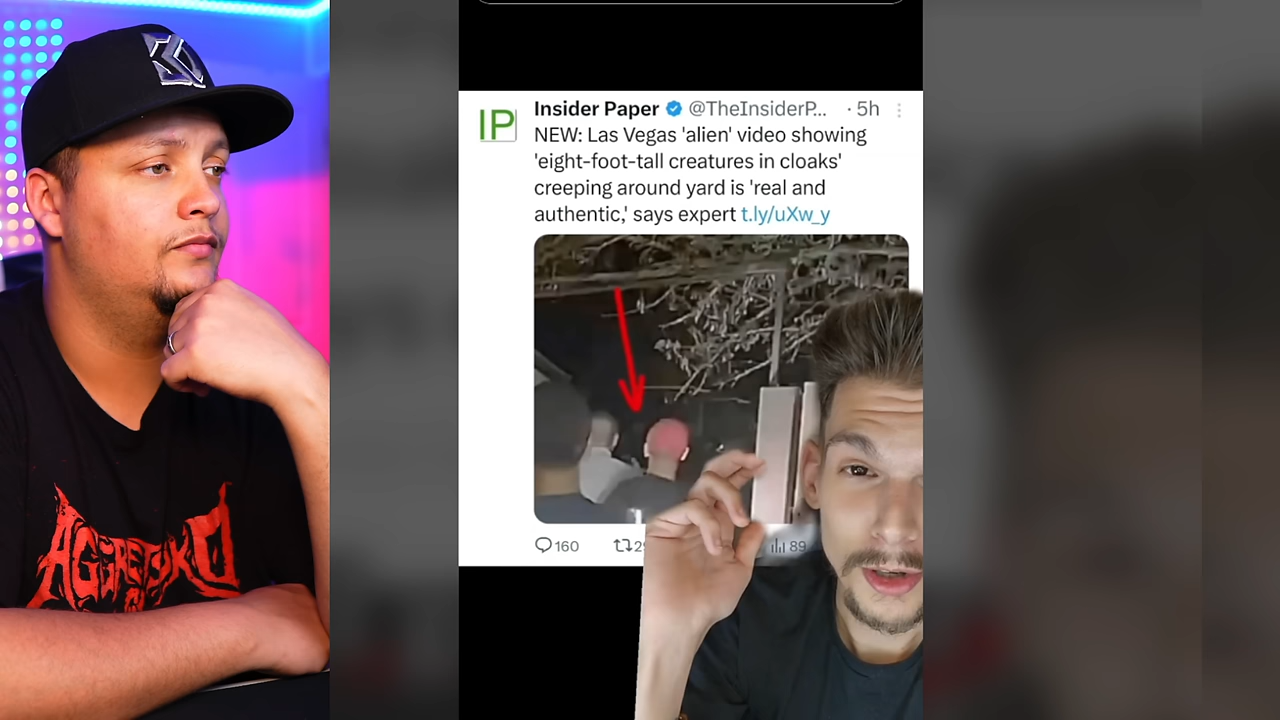 IP
Insider Paper @TheInsiderP... · 5h
NEW: Las Vegas 'alien' video showing
'eight-foot-tall creatures in cloaks'
creeping around yard is 'real and
authentic,' says expert t.ly/uXw_y
160
89
AGGRETSUKO